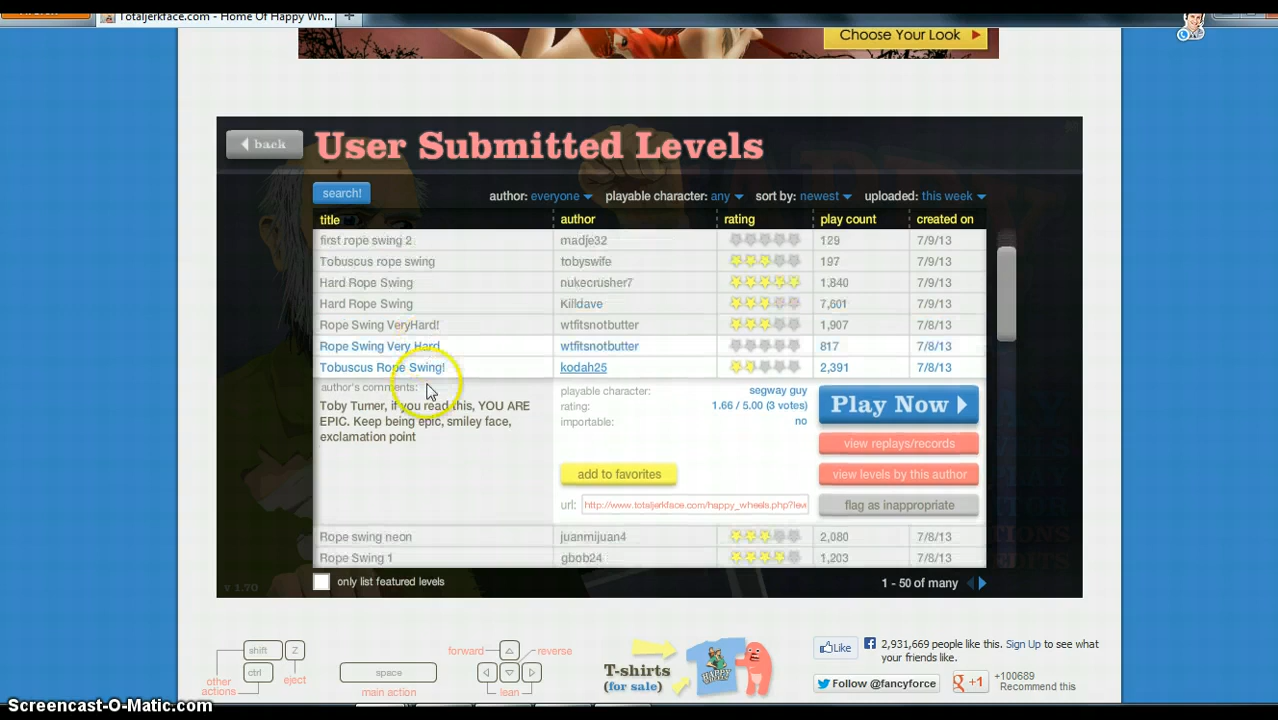 Totaljerkface.com - Home Of Happy Wh...
Choose Your Look
back
User Submitted Levels
search!
author: everyone playable character: any sort by: newest uploaded: this week
title author rating play count created on
first rope swing 2 madje32 129 7/9/13
Tobuscus rope swing tobyswife 197 7/9/13
Hard Rope Swing nukecrusher7 1,840 7/9/13
Hard Rope Swing Killdave 7,601 7/9/13
Rope Swing VeryHard! wtfitsnotbutter 1,907 7/8/13
Rope Swing Very Hard wtfitsnotbutter 817 7/8/13
Tobuscus Rope Swing! kodah25 2,391 7/8/13
author's comments:
Toby Turner, if you read this, YOU ARE
EPIC. Keep being epic, smiley face,
exclamation point
playable character: segway guy
rating: 1.66 / 5.00 (3 votes)
importable: no
add to favorites
url: http://www.totaljerkface.com/happy_wheels.php?lev
Play Now
view replays/records
view levels by this author
flag as inappropriate
Rope swing neon juanmijuan4 2,080 7/8/13
Rope Swing 1 gbob24 1,203 7/8/13
only list featured levels
1 - 50 of many
v 1.70
shift Z
ctrl
other
actions
eject
space
main action
forward
reverse
lean
T-shirts
(for sale)
HAPPY
Like
2,931,669 people like this. Sign Up to see what
your friends like.
Follow @fancyforce
+1
+100689
Recommend this
Screencast-O-Matic.com